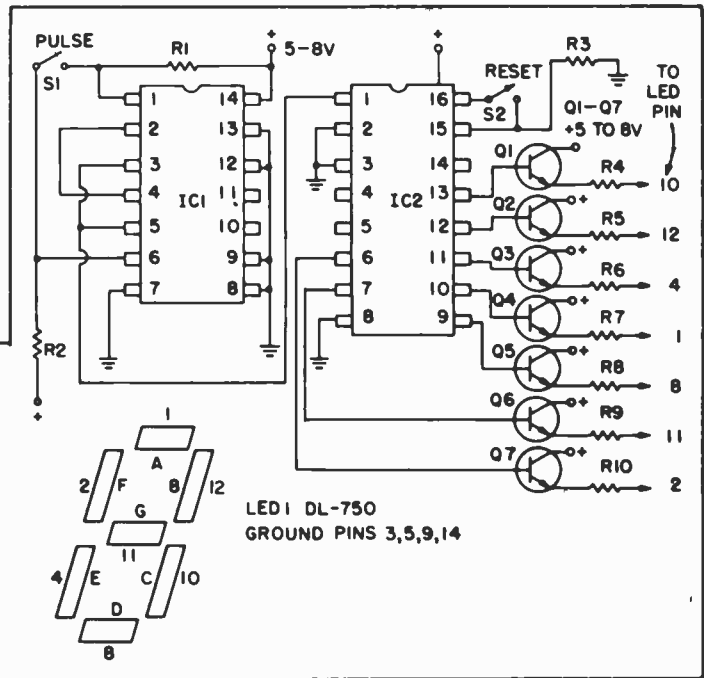 PULSE
S1
R1
+
5-8V
R2
+
IC1
1
2
3
4
5
6
7
14
13
12
11
10
9
8
+
IC2
1
2
3
4
5
6
7
8
16
15
14
13
12
11
10
9
RESET
S2
R3
TO
LED
PIN
Q1-Q7
+5 TO 8V
Q1
R4
10
Q2
+
R5
12
Q3
+
R6
4
Q4
+
R7
1
Q5
+
R8
8
Q6
+
R9
11
Q7
+
R10
2
1
A
2
F
8
12
G
11
4
E
C
10
D
8
LED1 DL-750
GROUND PINS 3,5,9,14